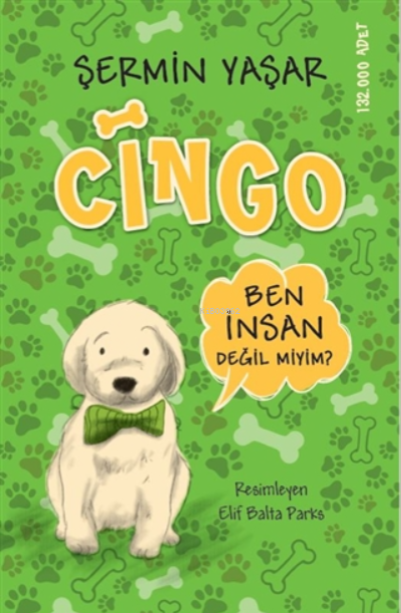 132.000 ADET
ŞERMİN YAŞAR
CİNGO
BEN
İNSAN
DEĞİL MİYİM?
Resimleyen
Elif Balta Parks